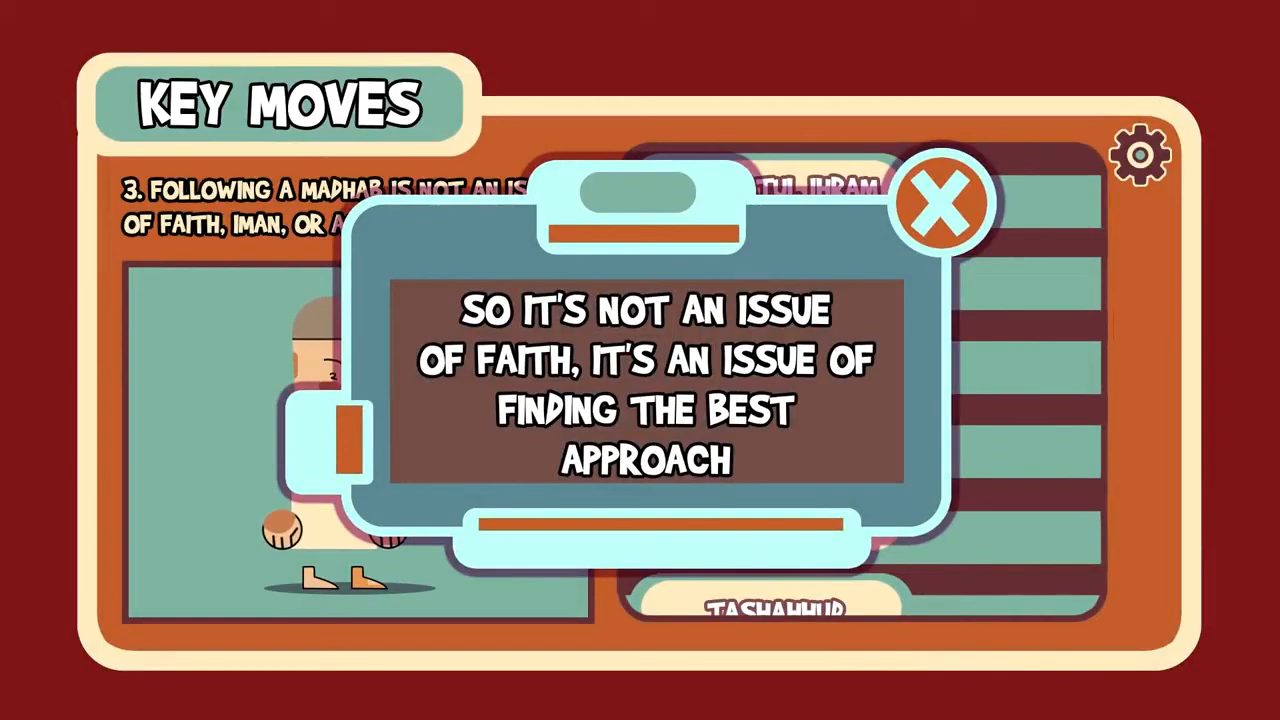 KEY MOVES
3. FOLLOWING A MADHAB IS NOT AN
OF FAITH, IMAN, OR
IHRAM
SO IT'S NOT AN ISSUE
OF FAITH, IT'S AN ISSUE OF
FINDING THE BEST
APPROACH
TASHAHHUD